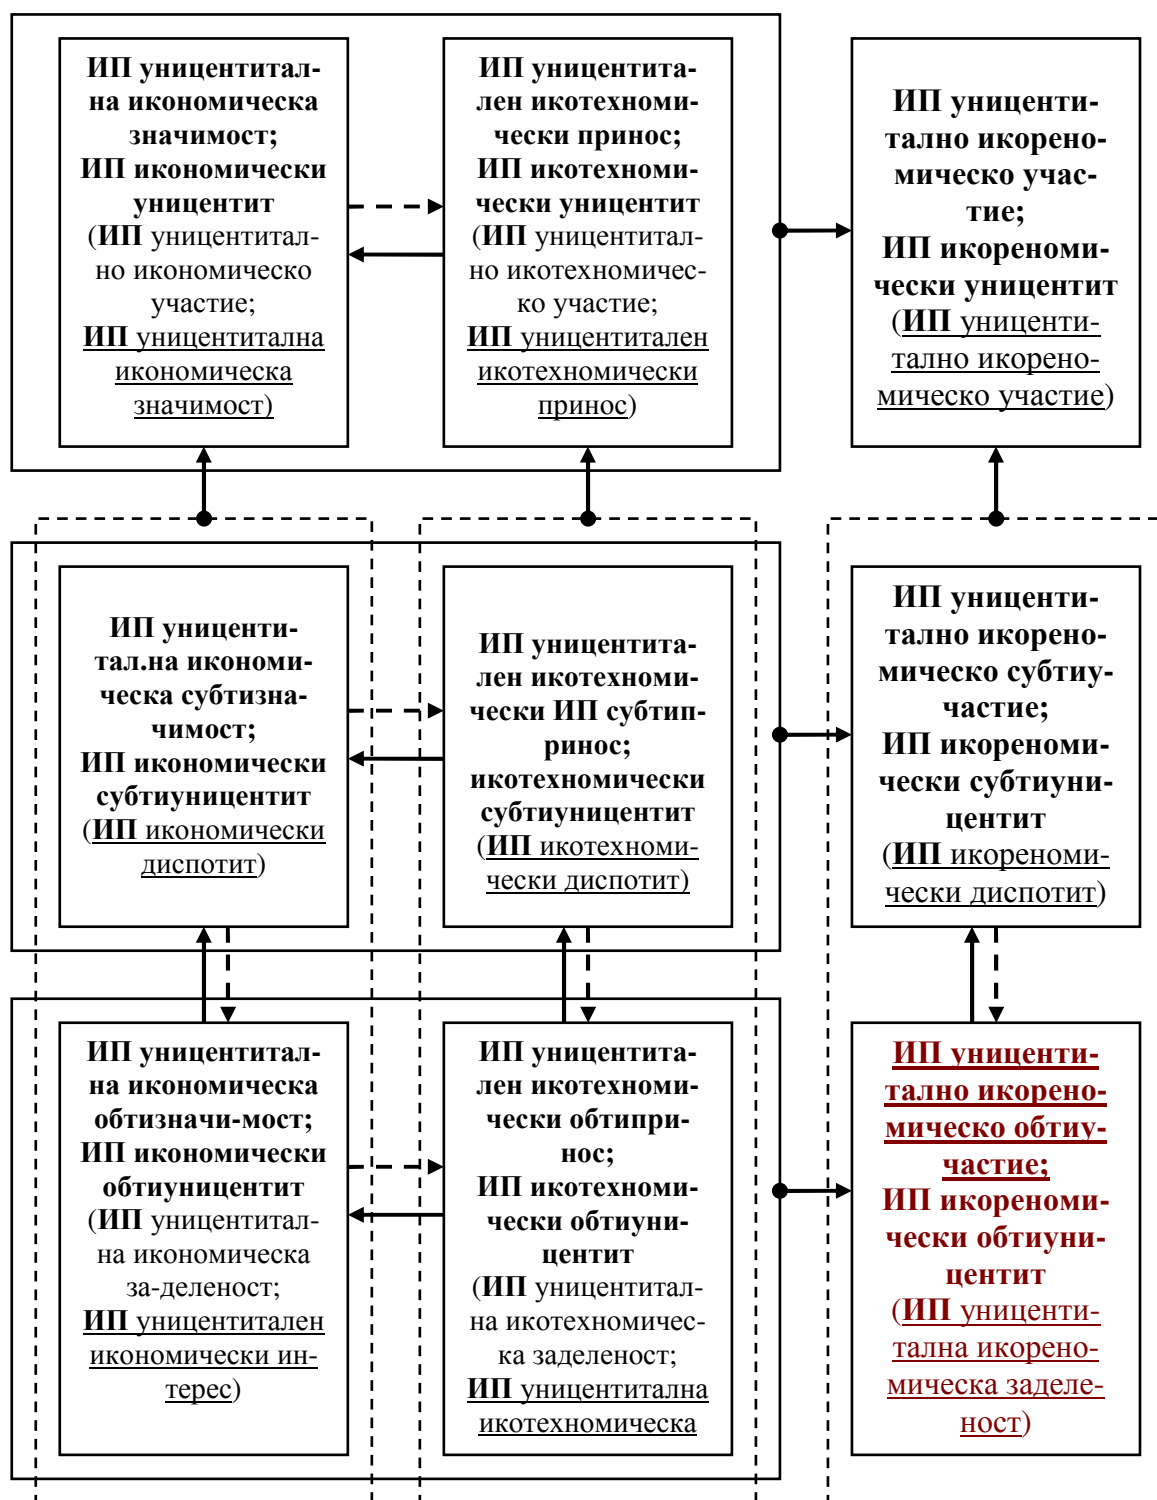 ИП уницентитал-
на икономическа
значимост;
ИП икономически
уницентит
(ИП уницентитал-
но икономическо
участие;
ИП уницентитална
икономическа
значимост)
ИП уницентита-
лен икотехноми-
чески принос;
ИП икотехноми-
чески уницентит
(ИП уницентитал-
но икотехномичес-
ко участие;
ИП уницентитален
икотехномически
принос)
ИП униценти-
тално икорено-
мическо учас-
тие;
ИП икореноми-
чески уницентит
(ИП униценти-
тално икорено-
мическо участие)
ИП униценти-
тал.на икономи-
ческа субтизна-
чимост;
ИП икономически
субтиуницентит
(ИП икономически
диспотит)
ИП уницентита-
лен икотехноми-
чески ИП субтип-
ринос;
икотехномически
субтиуницентит
(ИП икотехноми-
чески диспотит)
ИП униценти-
тално икорено-
мическо субтиу-
частие;
ИП икореноми-
чески субтиуни-
центит
(ИП икореноми-
чески диспотит)
ИП уницентитал-
на икономическа
обтизначи-мост;
ИП икономически
обтиуницентит
(ИП уницентитал-
на икономическа
за-деленост;
ИП уницентитален
икономически ин-
терес)
ИП уницентита-
лен икотехноми-
чески обтипри-
нос;
ИП икотехноми-
чески обтиуни-
центит
(ИП уницентитал-
на икотехномичес-
ка заделеност;
ИП уницентитална
икотехномическа
ИП униценти-
тално икорено-
мическо обтиу-
частие;
ИП икореноми-
чески обтиуни-
центит
(ИП униценти-
тална икорено-
мическа заделе-
ност)